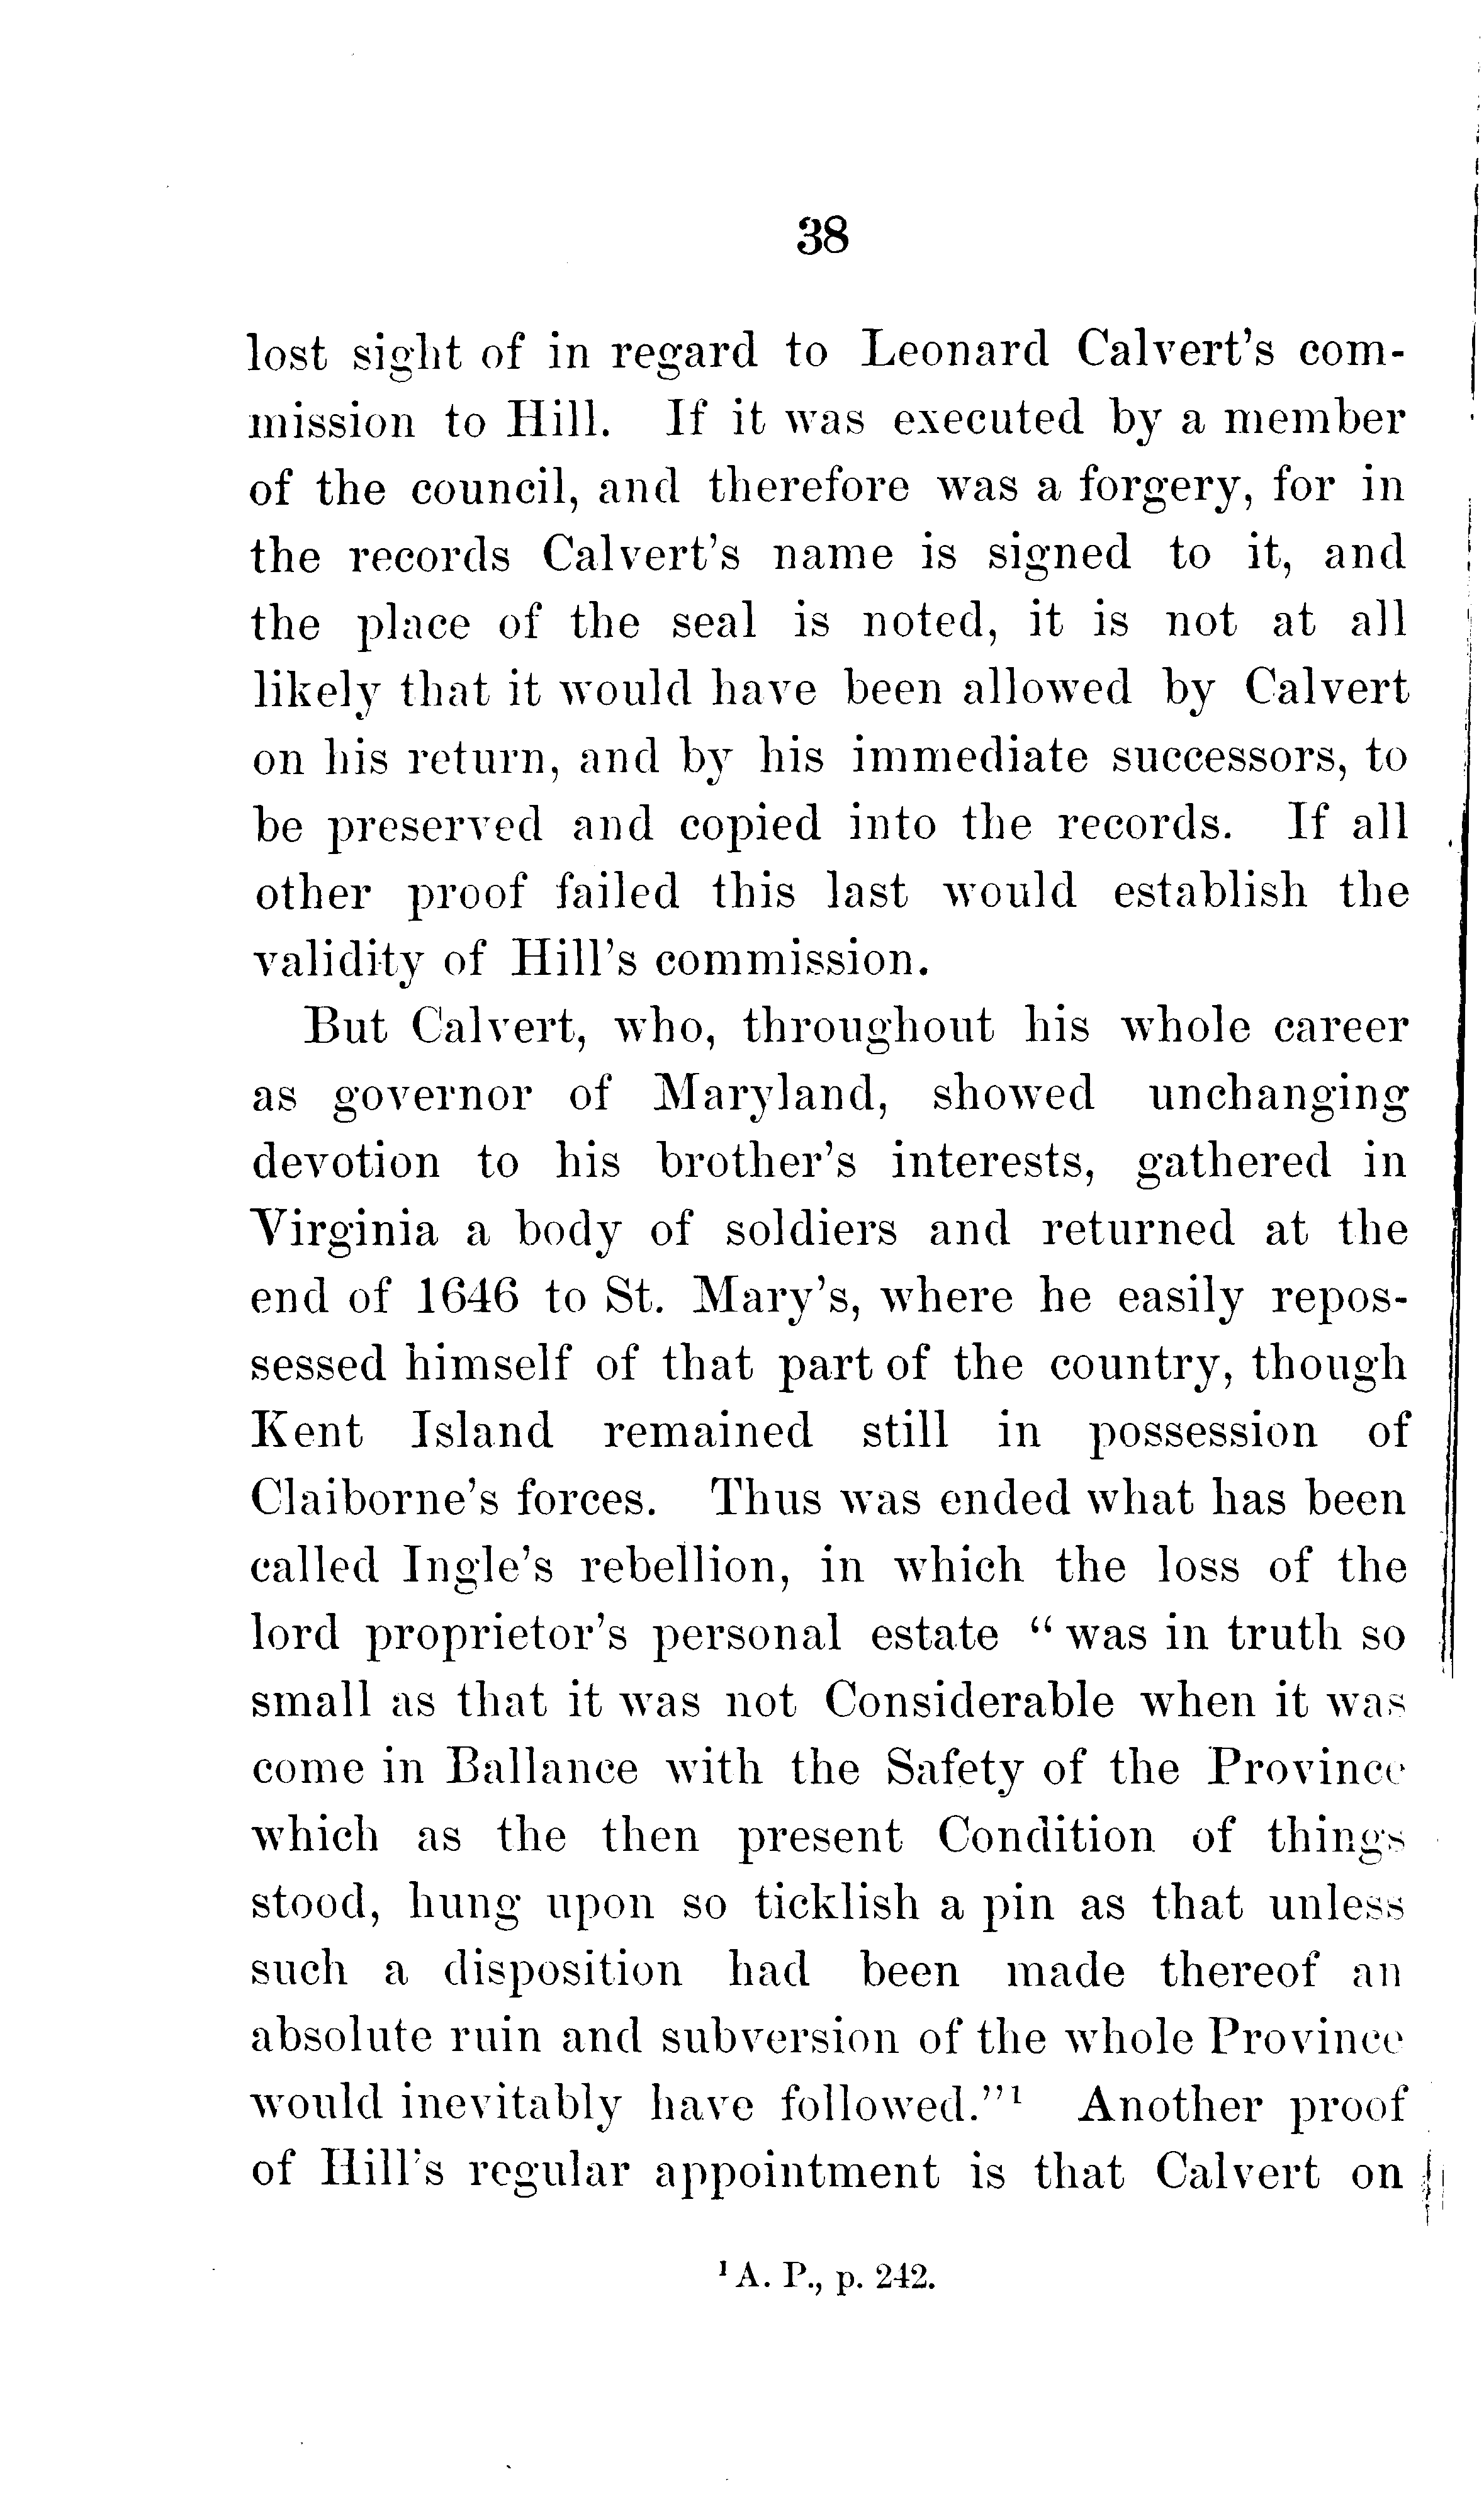 38
lost sight of in regard to Leonard Calvert's com-
mission to Hill. If it was executed by a member
of the council, and therefore was a forgery, for in
the records Calvert's name is signed to it, and
the place of the seal is noted, it is not at all
likely that it would have been allowed by Calvert
on his return, and by his immediate successors, to
be preserved and copied into the records. If all
other proof failed this last would establish the
validity of Hill's commission.
But Calvert, who, throughout his whole career
as governor of Maryland, showed unchanging
devotion to his brother's interests, gathered in
Virginia a body of soldiers and returned at the
end of 1646 to St. Mary's, where he easily repos-
sessed himself of that part of the country, though
Kent Island remained still in possession of
Claiborne's forces. Thus was ended what has been
called Ingle's rebellion, in which the loss of the
lord proprietor's personal estate "was in truth so
small as that it was not Considerable when it was
come in Ballance with the Safety of the Province
which as the then present Condition of things
stood, hung upon so ticklish a pin as that unless
such a disposition had been made thereof an
absolute ruin and subversion of the whole Province
would inevitably have followed."¹ Another proof
of Hill's regular appointment is that Calvert on
¹ A. P., p. 242.